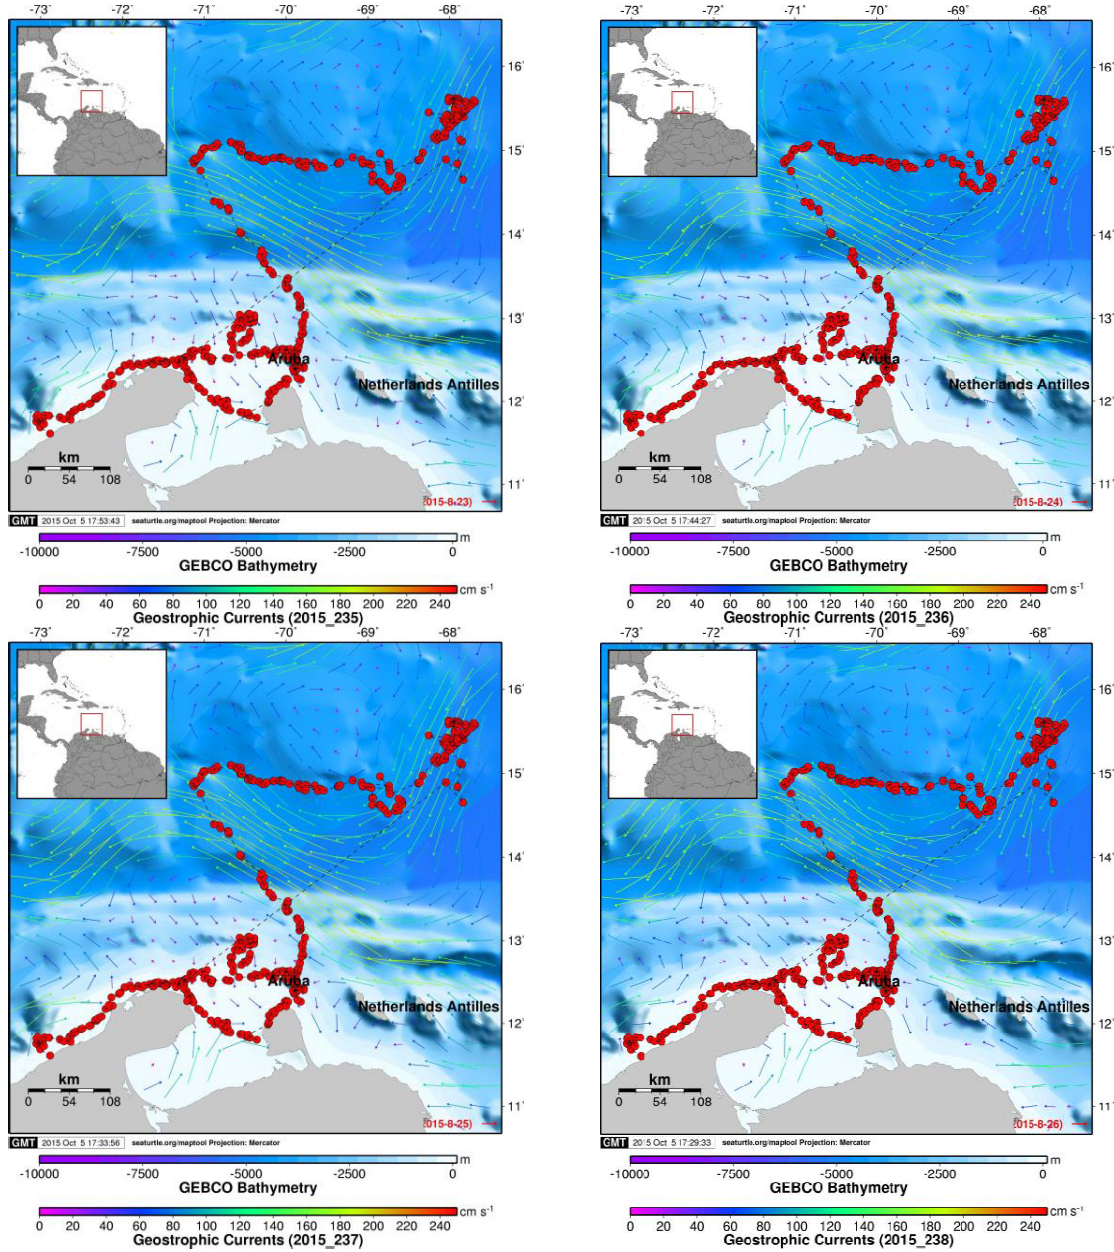 -73° -72° -71° -70° -69° -68°
16°
15°
14°
13°
12°
11°
Aruba
Netherlands Antilles
km
0 54 108
2015-8-23)
GMT 2015 Oct 5 17:53:43 seaturtle.org/maptool Projection: Mercator
-10000 -7500 -5000 -2500 0 m
GEBCO Bathymetry
0 20 40 60 80 100 120 140 160 180 200 220 240 cm s⁻¹
Geostrophic Currents (2015_235)
-73° -72° -71° -70° -69° -68°
16°
15°
14°
13°
12°
11°
Aruba
Netherlands Antilles
km
0 54 108
2015-8-24)
GMT 2015 Oct 5 17:44:27 seaturtle.org/maptool Projection: Mercator
-10000 -7500 -5000 -2500 0 m
GEBCO Bathymetry
0 20 40 60 80 100 120 140 160 180 200 220 240 cm s⁻¹
Geostrophic Currents (2015_236)
-73° -72° -71° -70° -69° -68°
16°
15°
14°
13°
12°
11°
Aruba
Netherlands Antilles
km
0 54 108
2015-8-25)
GMT 2015 Oct 5 17:33:56 seaturtle.org/maptool Projection: Mercator
-10000 -7500 -5000 -2500 0 m
GEBCO Bathymetry
0 20 40 60 80 100 120 140 160 180 200 220 240 cm s⁻¹
Geostrophic Currents (2015_237)
-73° -72° -71° -70° -69° -68°
16°
15°
14°
13°
12°
11°
Aruba
Netherlands Antilles
km
0 54 108
2015-8-26)
GMT 2015 Oct 5 17:29:33 seaturtle.org/maptool Projection: Mercator
-10000 -7500 -5000 -2500 0 m
GEBCO Bathymetry
0 20 40 60 80 100 120 140 160 180 200 220 240 cm s⁻¹
Geostrophic Currents (2015_238)